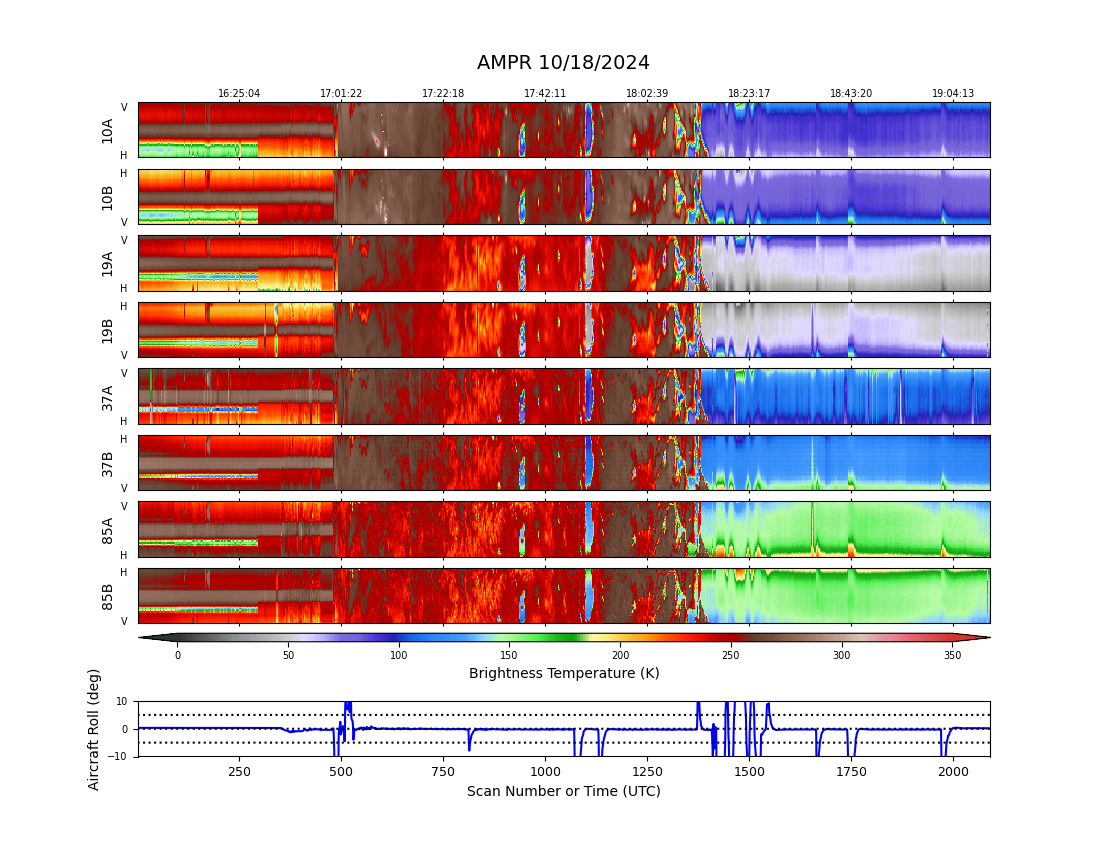 AMPR 10/18/2024
16:25:04 17:01:22 17:22:18 17:42:11 18:02:39 18:23:17 18:43:20 19:04:13
V
10A
H
H
10B
V
V
19A
H
H
19B
V
V
37A
H
H
37B
V
V
85A
H
H
85B
V
0 50 100 150 200 250 300 350
Brightness Temperature (K)
Aircraft Roll (deg)
10
0
−10
250 500 750 1000 1250 1500 1750 2000
Scan Number or Time (UTC)